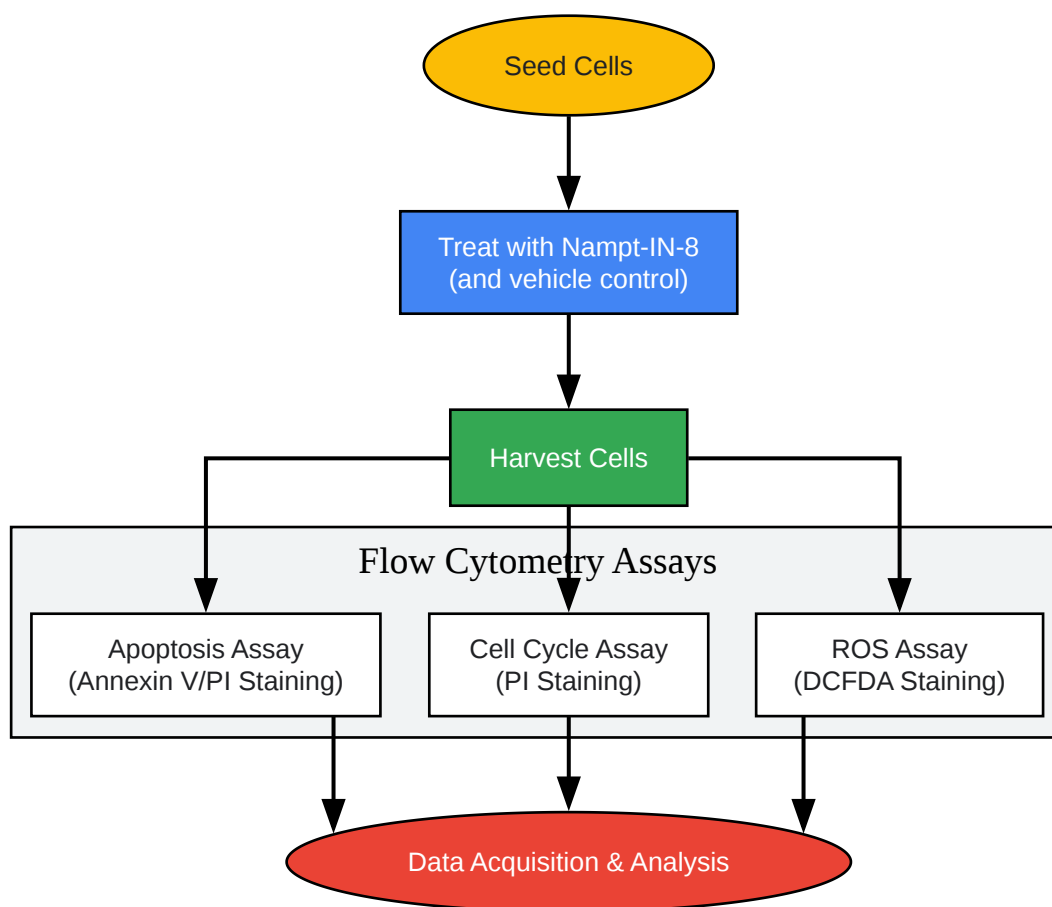 Seed Cells
Treat with Nampt-IN-8
(and vehicle control)
Harvest Cells
Flow Cytometry Assays
Apoptosis Assay
(Annexin V/PI Staining)
Cell Cycle Assay
(PI Staining)
ROS Assay
(DCFDA Staining)
Data Acquisition & Analysis